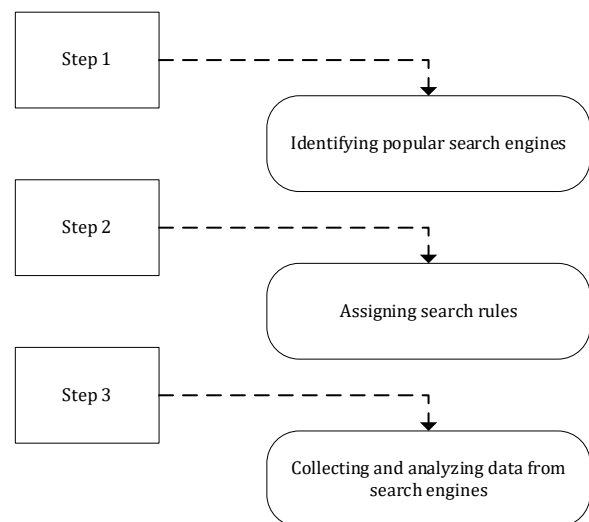 Step 1
Identifying popular search engines
Step 2
Assigning search rules
Step 3
Collecting and analyzing data from
search engines